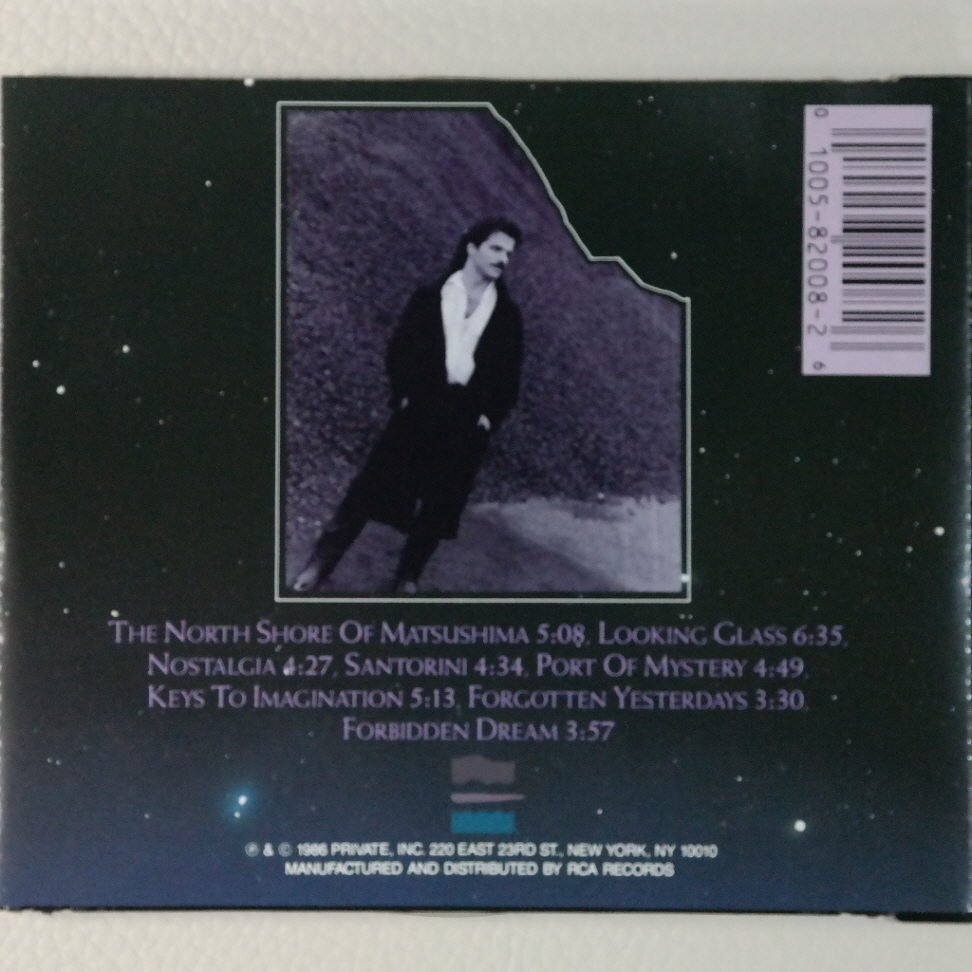 0 1005-82008-2 6
THE NORTH SHORE OF MATSUSHIMA 5:08, LOOKING GLASS 6:35,
NOSTALGIA 4:27, SANTORINI 4:34, PORT OF MYSTERY 4:49,
KEYS TO IMAGINATION 5:13, FORGOTTEN YESTERDAYS 3:30,
FORBIDDEN DREAM 3:57
℗ & © 1986 PRIVATE, INC. 220 EAST 23RD ST., NEW YORK, NY 10010
MANUFACTURED AND DISTRIBUTED BY RCA RECORDS